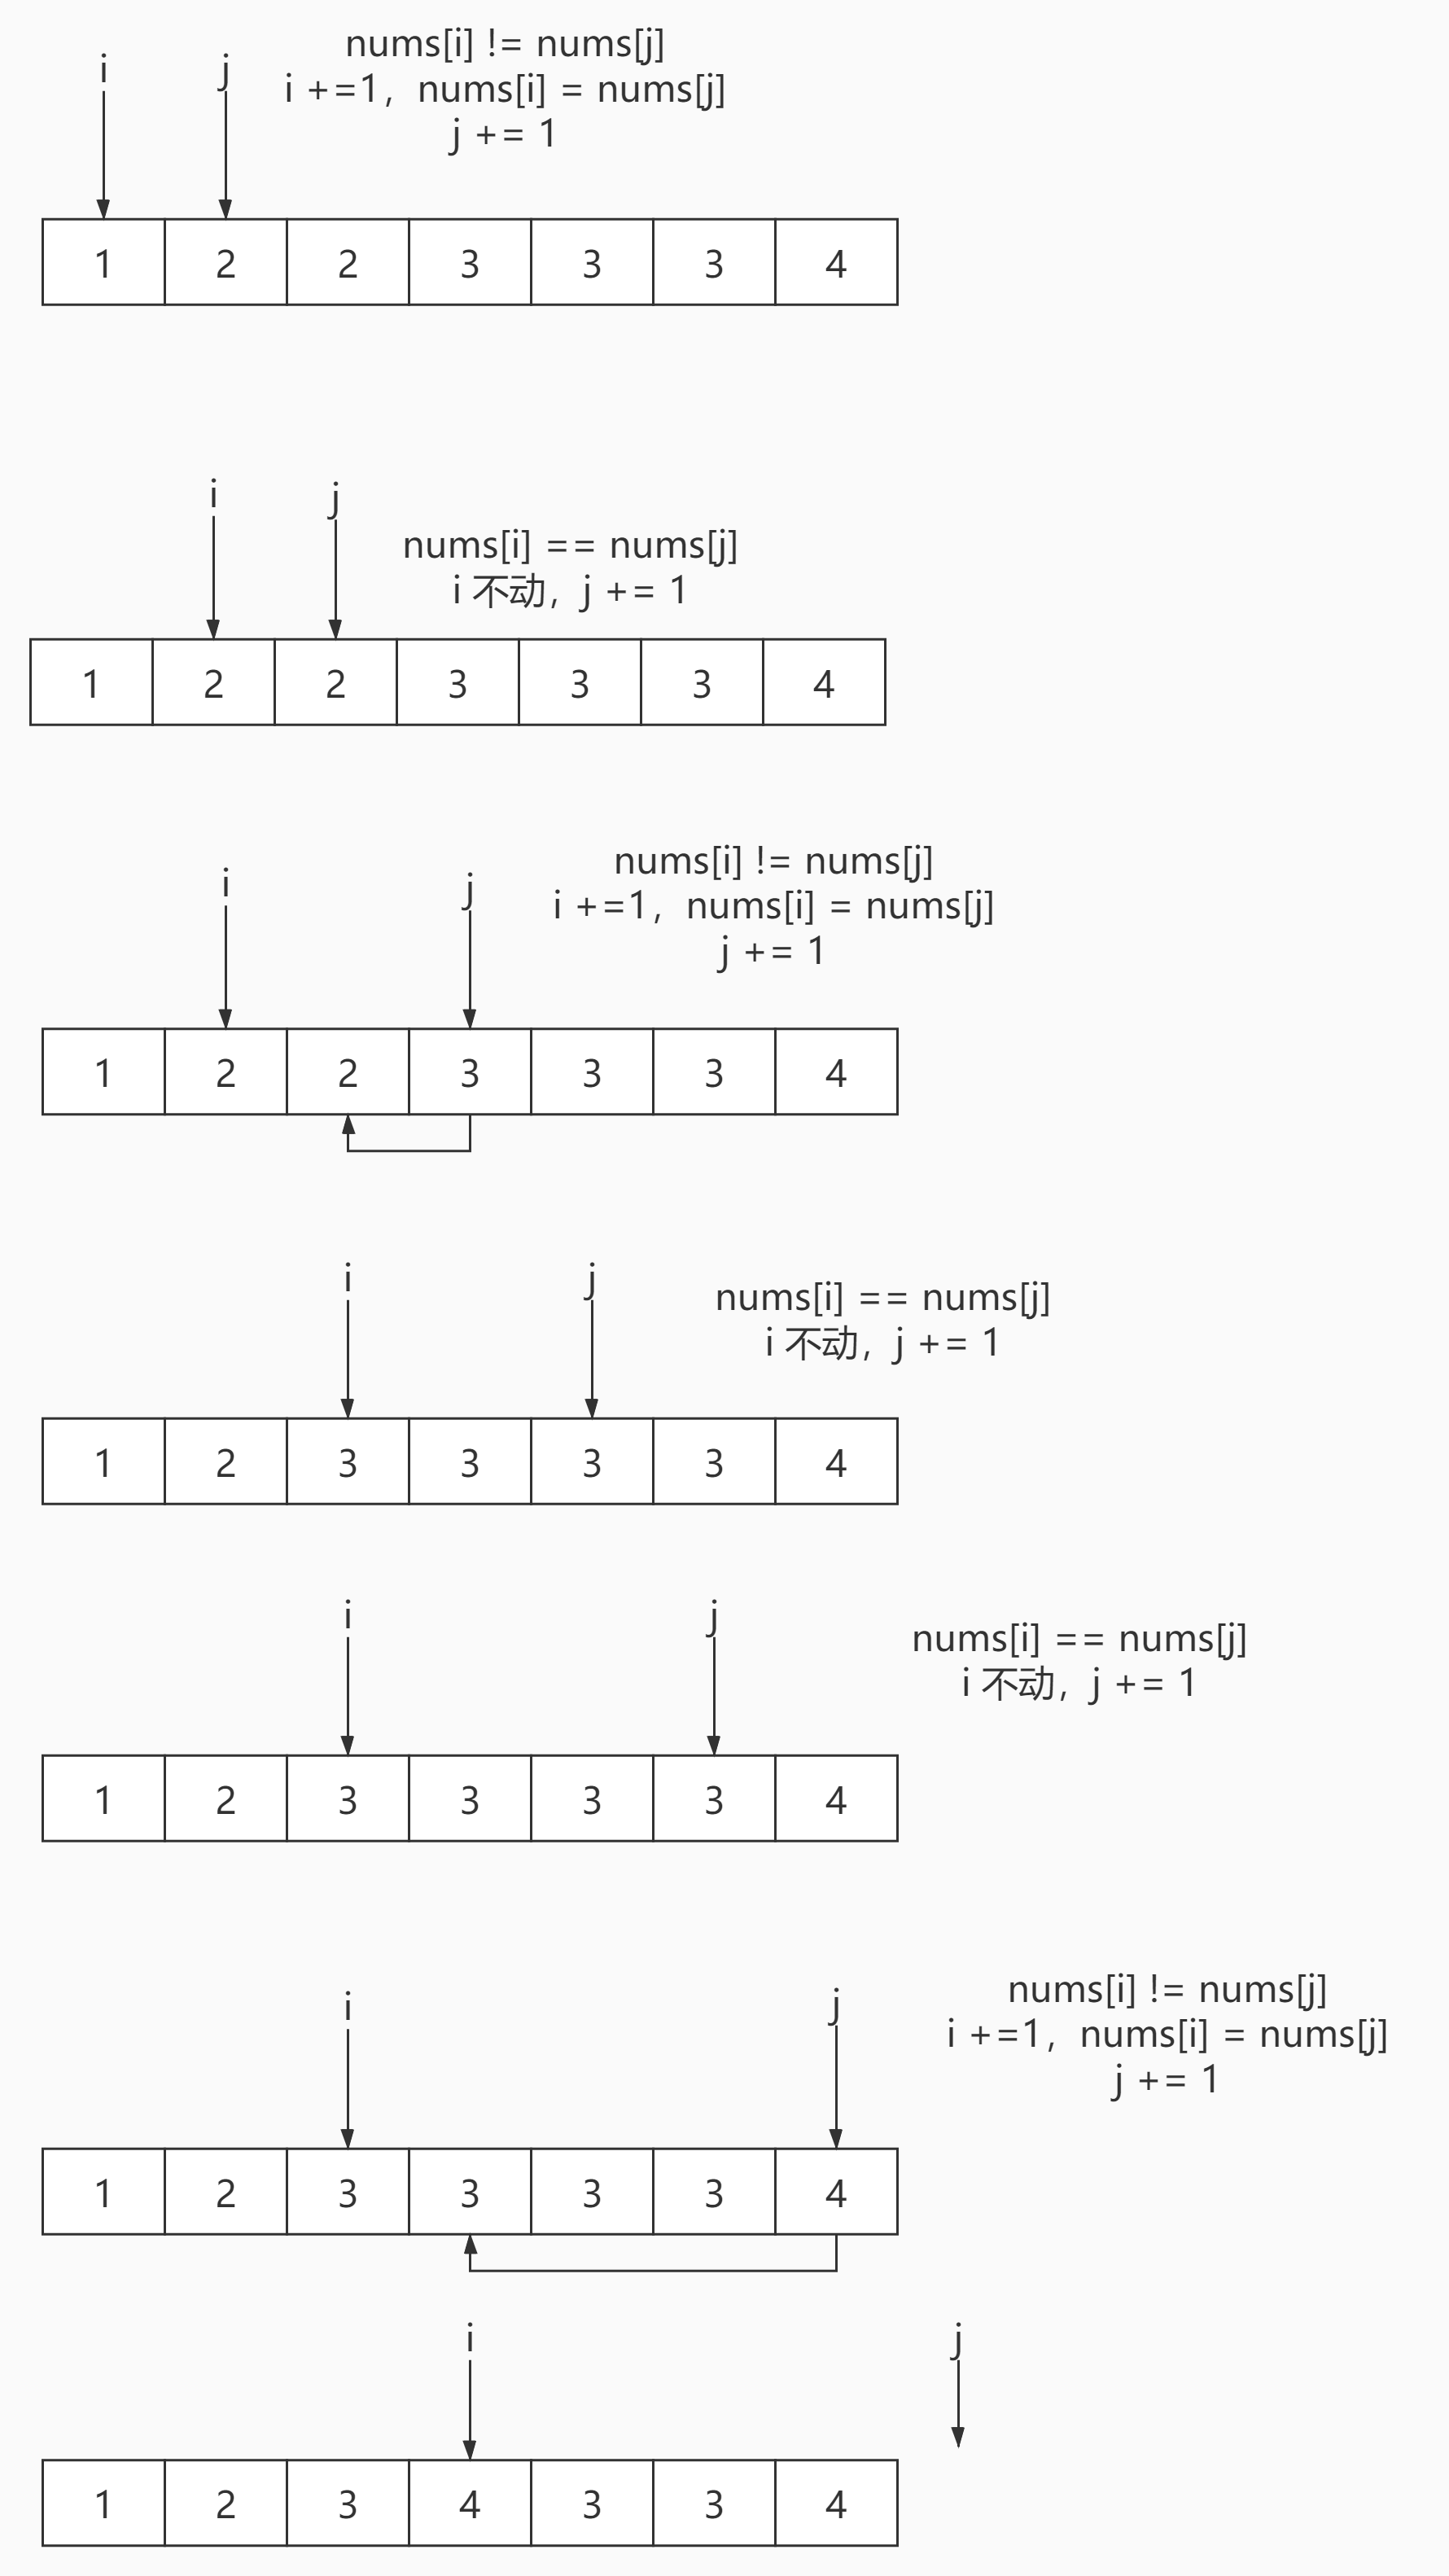 nums[i] != nums[j]
i j
i +=1，nums[i] = nums[j]
j += 1
1 2 2 3 3 3 4
i j
nums[i] == nums[j]
i 不动，j += 1
1 2 2 3 3 3 4
nums[i] != nums[j]
i j
i +=1，nums[i] = nums[j]
j += 1
1 2 2 3 3 3 4
i j
nums[i] == nums[j]
i 不动，j += 1
1 2 3 3 3 3 4
i j
nums[i] == nums[j]
i 不动，j += 1
1 2 3 3 3 3 4
nums[i] != nums[j]
i j
i +=1，nums[i] = nums[j]
j += 1
1 2 3 3 3 3 4
i j
1 2 3 4 3 3 4